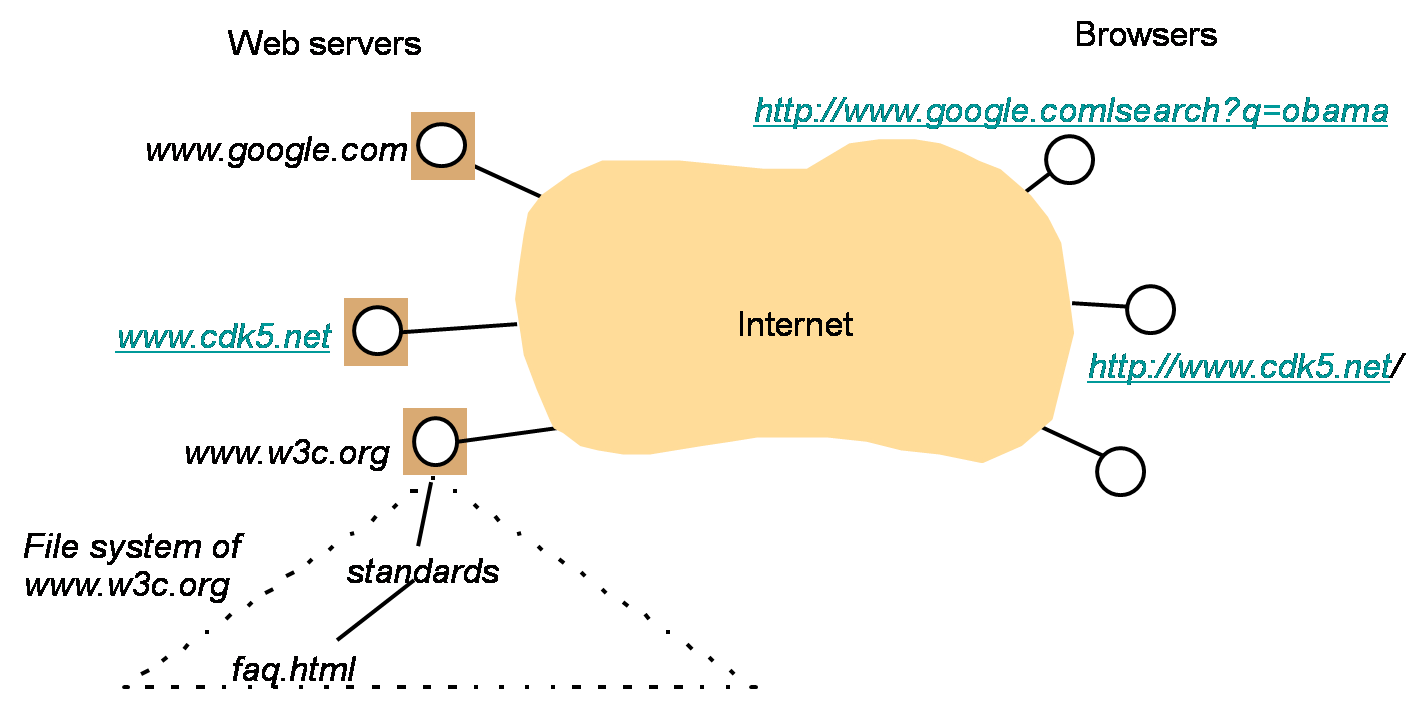 Web servers
Browsers
http://www.google.comlsearch?q=obama
www.google.com
Internet
www.cdk5.net
http://www.cdk5.net/
www.w3c.org
File system of
www.w3c.org
standards
faq.html